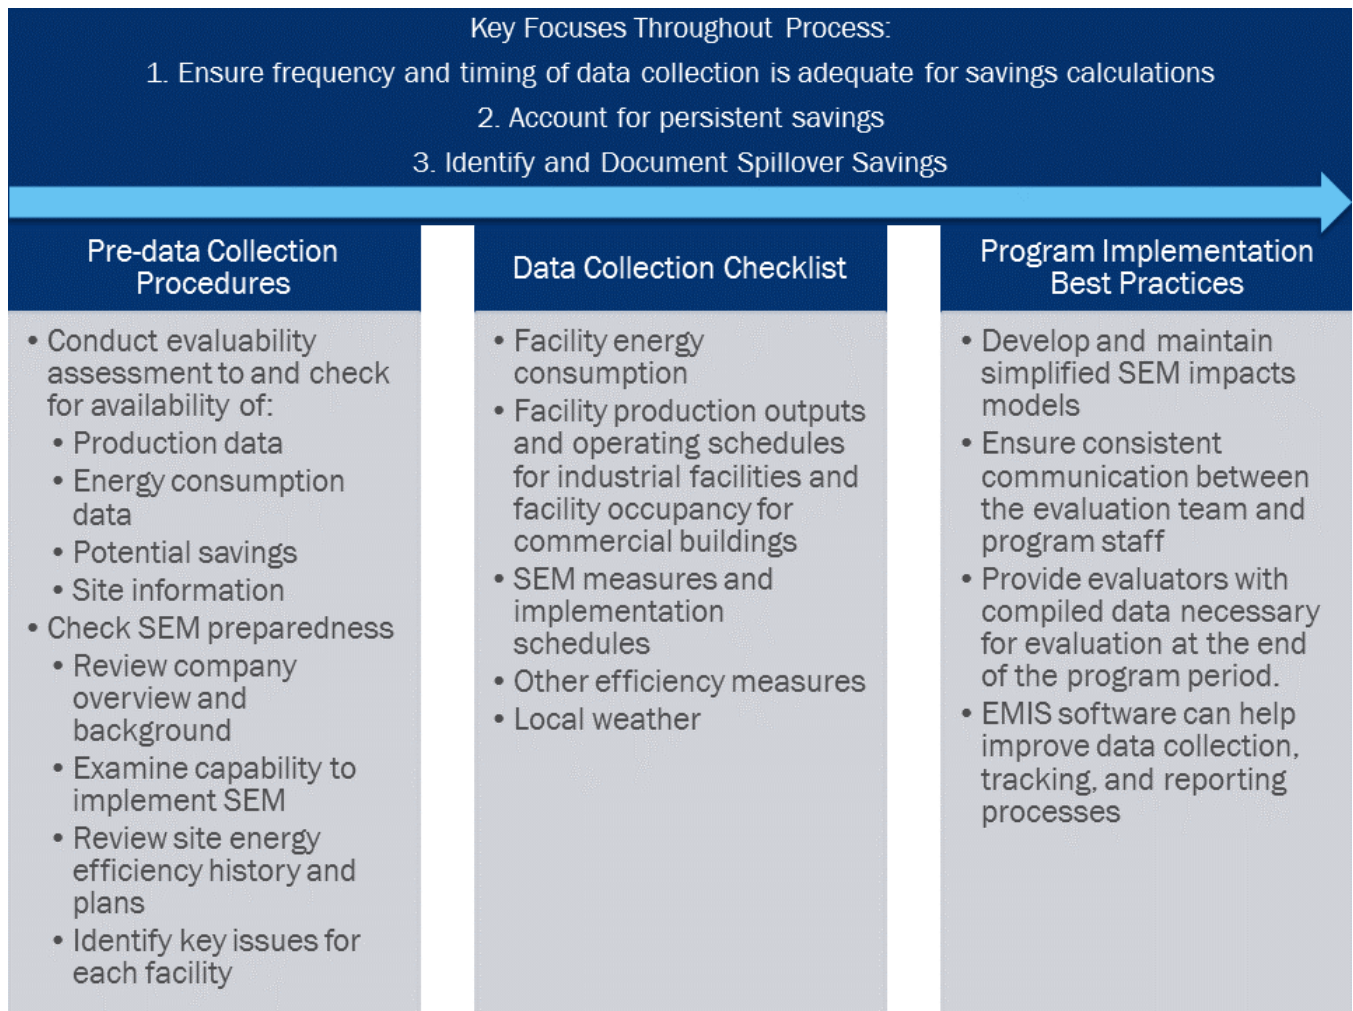 Key Focuses Throughout Process:
1. Ensure frequency and timing of data collection is adequate for savings calculations
2. Account for persistent savings
3. Identify and Document Spillover Savings
Pre-data Collection
Procedures
• Conduct evaluability
assessment to and check
for availability of:
• Production data
• Energy consumption
data
• Potential savings
• Site information
• Check SEM preparedness
• Review company
overview and
background
• Examine capability to
implement SEM
• Review site energy
efficiency history and
plans
• Identify key issues for
each facility
Data Collection Checklist
• Facility energy
consumption
• Facility production outputs
and operating schedules
for industrial facilities and
facility occupancy for
commercial buildings
• SEM measures and
implementation
schedules
• Other efficiency measures
• Local weather
Program Implementation
Best Practices
• Develop and maintain
simplified SEM impacts
models
• Ensure consistent
communication between
the evaluation team and
program staff
• Provide evaluators with
compiled data necessary
for evaluation at the end
of the program period.
• EMIS software can help
improve data collection,
tracking, and reporting
processes